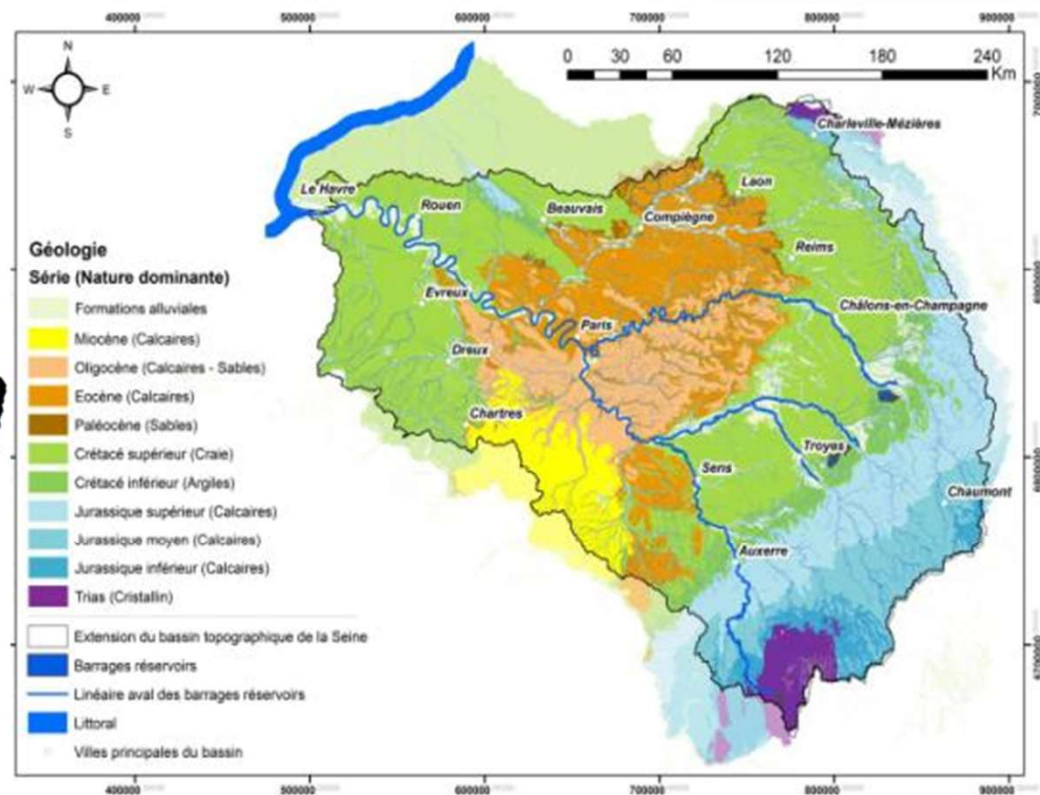 400000 500000 600000 700000 800000 900000
N
W E
S
0 30 60 120 180 240
Km
7000000
Charleville-Mézières
Le Havre
Rouen
Beauvais
Laon
Compiègne
Reims
6900000
Evreux
Châlons-en-Champagne
Paris
Dreux
Chartres
Troyes
6800000
Sens
Chaumont
Auxerre
6700000
Géologie
Série (Nature dominante)
Formations alluviales
Miocène (Calcaires)
Oligocène (Calcaires - Sables)
Eocène (Calcaires)
Paléocène (Sables)
Crétacé supérieur (Craie)
Crétacé inférieur (Argiles)
Jurassique supérieur (Calcaires)
Jurassique moyen (Calcaires)
Jurassique inférieur (Calcaires)
Trias (Cristallin)
Extension du bassin topographique de la Seine
Barrages réservoirs
Linéaire aval des barrages réservoirs
Littoral
Villes principales du bassin
400000 500000 600000 700000 800000 900000